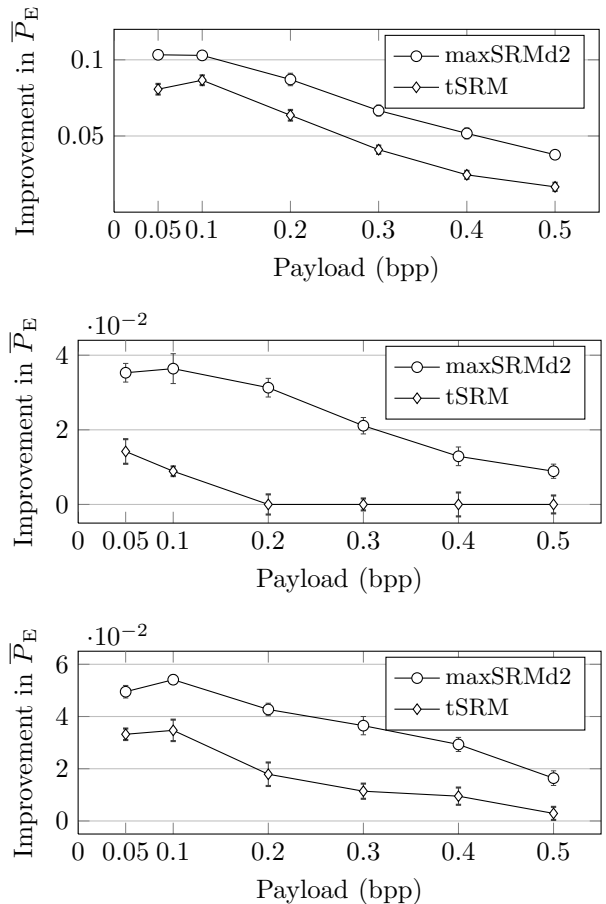 Improvement in P̅_E
0.1
0.05
maxSRMd2
tSRM
0 0.05 0.1 0.2 0.3 0.4 0.5
Payload (bpp)
·10⁻²
Improvement in P̅_E
4
2
0
maxSRMd2
tSRM
0 0.05 0.1 0.2 0.3 0.4 0.5
Payload (bpp)
·10⁻²
Improvement in P̅_E
6
4
2
0
maxSRMd2
tSRM
0 0.05 0.1 0.2 0.3 0.4 0.5
Payload (bpp)